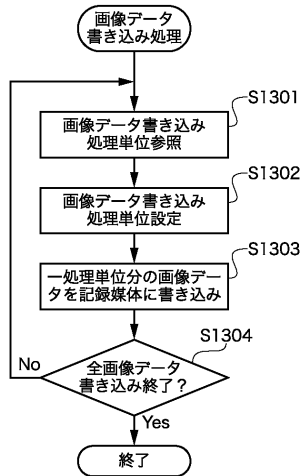 画像データ
書き込み処理
S1301
画像データ書き込み
処理単位参照
S1302
画像データ書き込み
処理単位設定
S1303
一処理単位分の画像デー
タを記録媒体に書き込み
S1304
No
全画像データ
書き込み終了？
Yes
終了